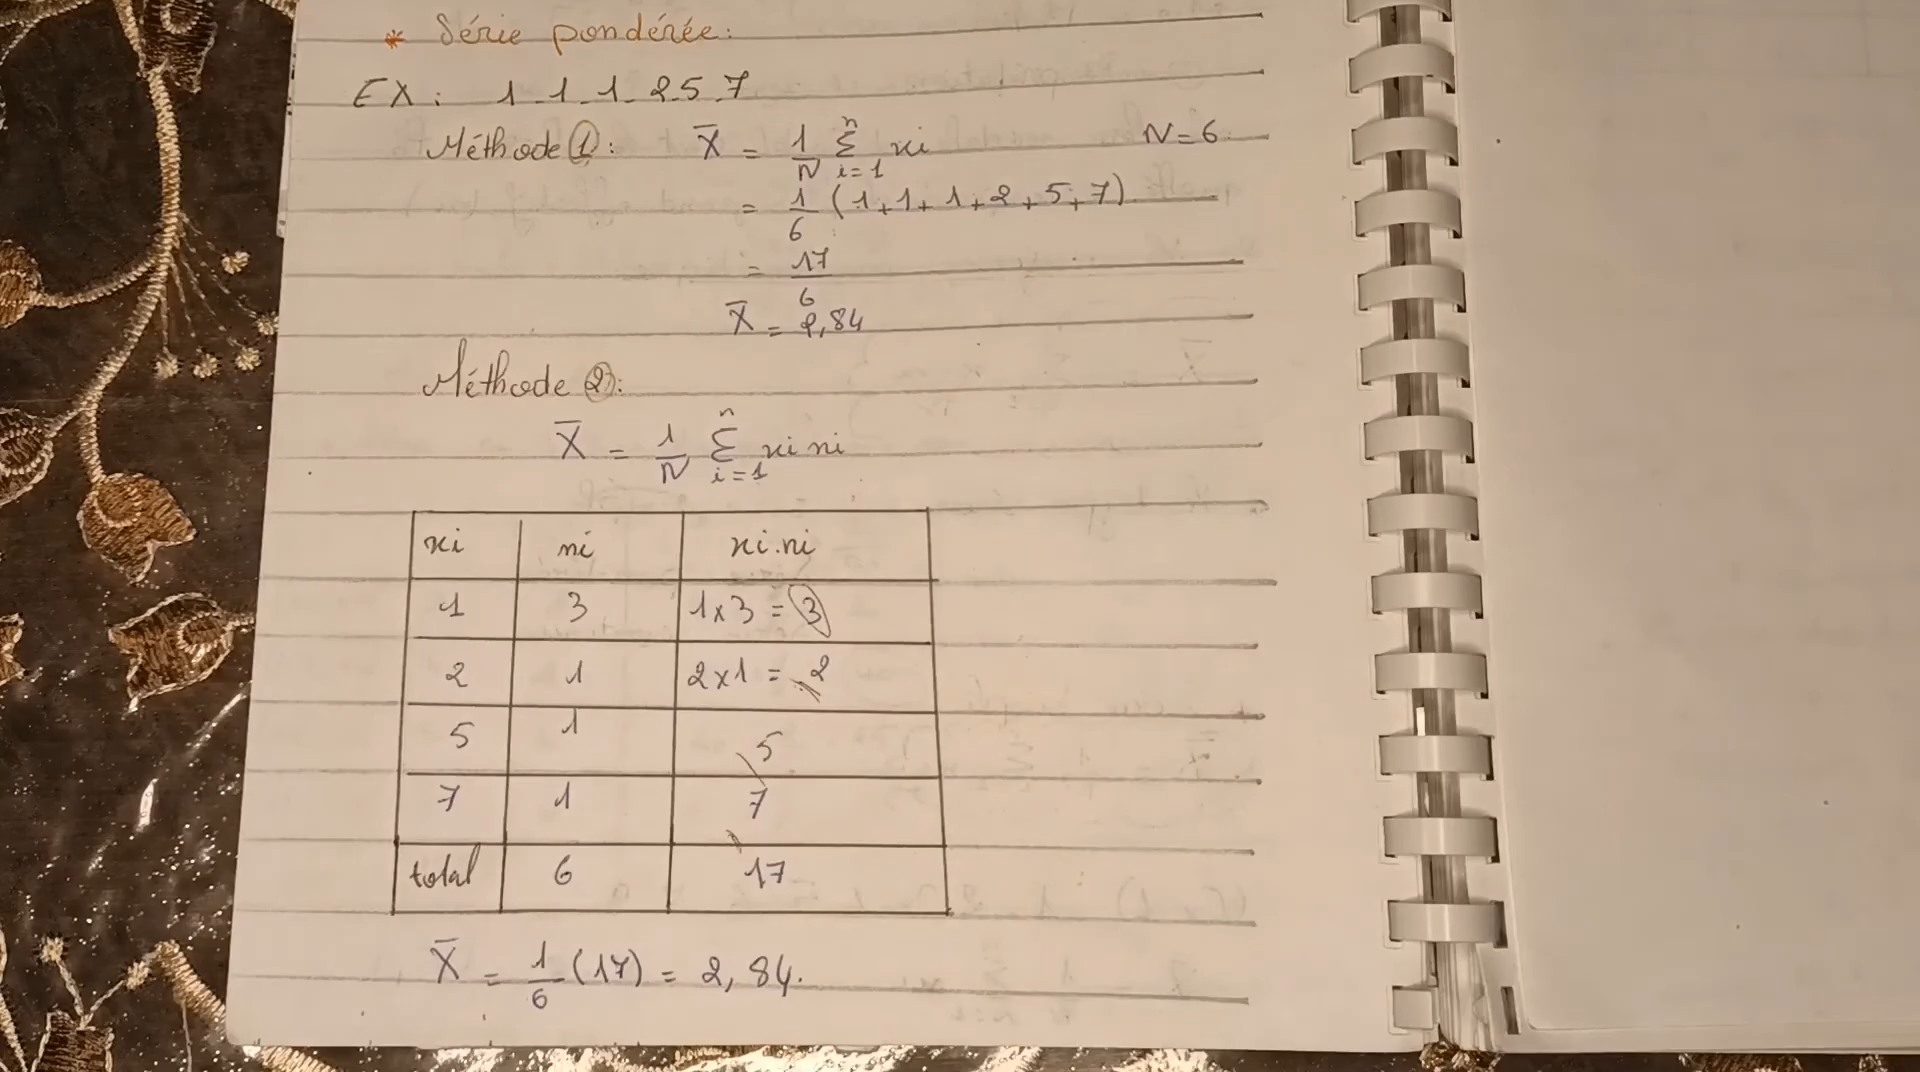 * Série pondérée:
EX: 1 - 1 - 1 - 2 - 5 - 7
Méthode ①: X̄ = 1/N Σ(i=1→n) xi N = 6
= 1/6 (1+1+1+2+5+7)
= 17/6
X̄ = 2,84
Méthode ②:
X̄ = 1/N Σ(i=1→n) xi ni
xi ni xi.ni
1 3 1x3 = 3
2 1 2x1 = 2
5 1 5
7 1 7
total 6 17
X̄ = 1/6 (17) = 2,84.